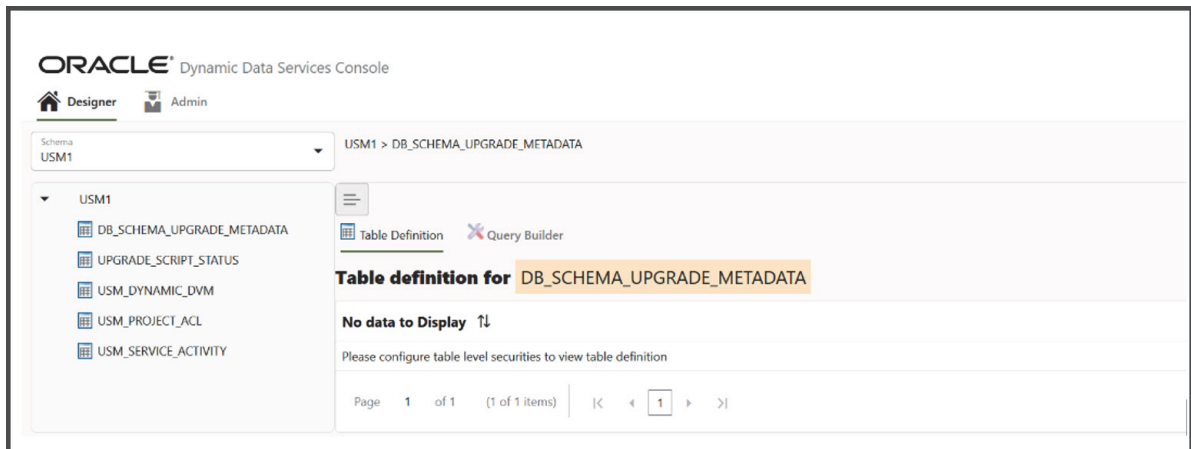 ORACLE® Dynamic Data Services Console
Designer Admin
Schema
USM1
USM1 > DB_SCHEMA_UPGRADE_METADATA
USM1
DB_SCHEMA_UPGRADE_METADATA
UPGRADE_SCRIPT_STATUS
USM_DYNAMIC_DVM
USM_PROJECT_ACL
USM_SERVICE_ACTIVITY
Table Definition Query Builder
Table definition for DB_SCHEMA_UPGRADE_METADATA
No data to Display
Please configure table level securities to view table definition
Page 1 of 1 (1 of 1 items) 1